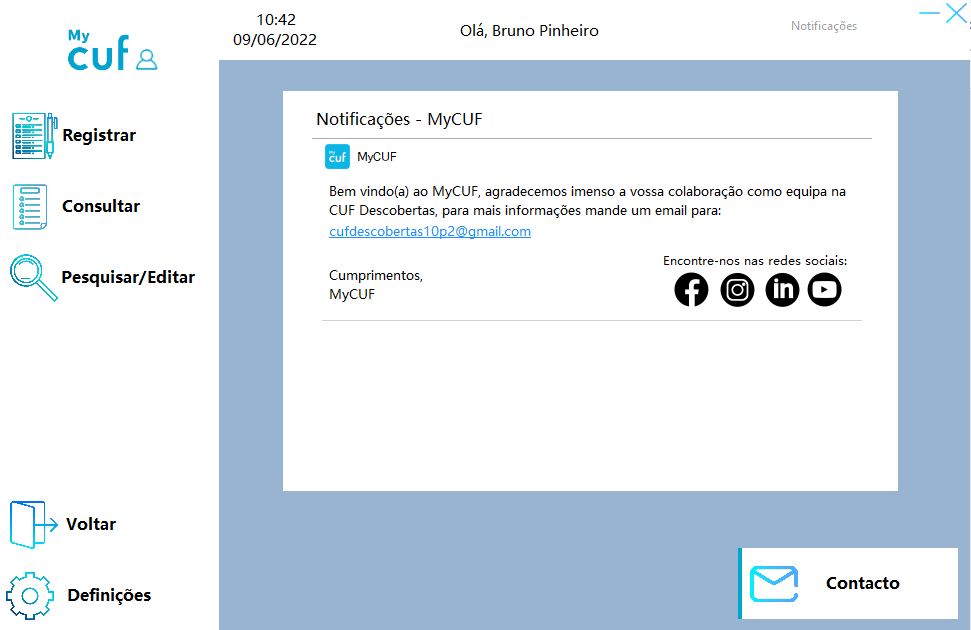 My
cuf
10:42
09/06/2022
Olá, Bruno Pinheiro
Notificações
Registrar
Consultar
Pesquisar/Editar
Voltar
Definições
Notificações - MyCUF
My
cuf
MyCUF
Bem vindo(a) ao MyCUF, agradecemos imenso a vossa colaboração como equipa na
CUF Descobertas, para mais informações mande um email para:
cufdescobertas10p2@gmail.com
Encontre-nos nas redes sociais:
Cumprimentos,
MyCUF
in
Contacto